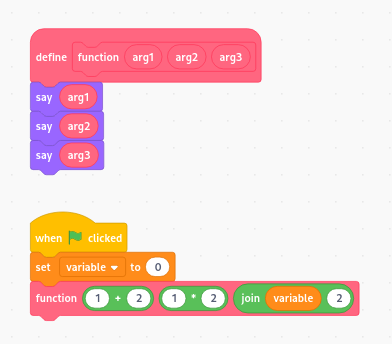 define function arg1 arg2 arg3
say arg1
say arg2
say arg3
when clicked
set variable to 0
function 1 + 2 1 * 2 join variable 2